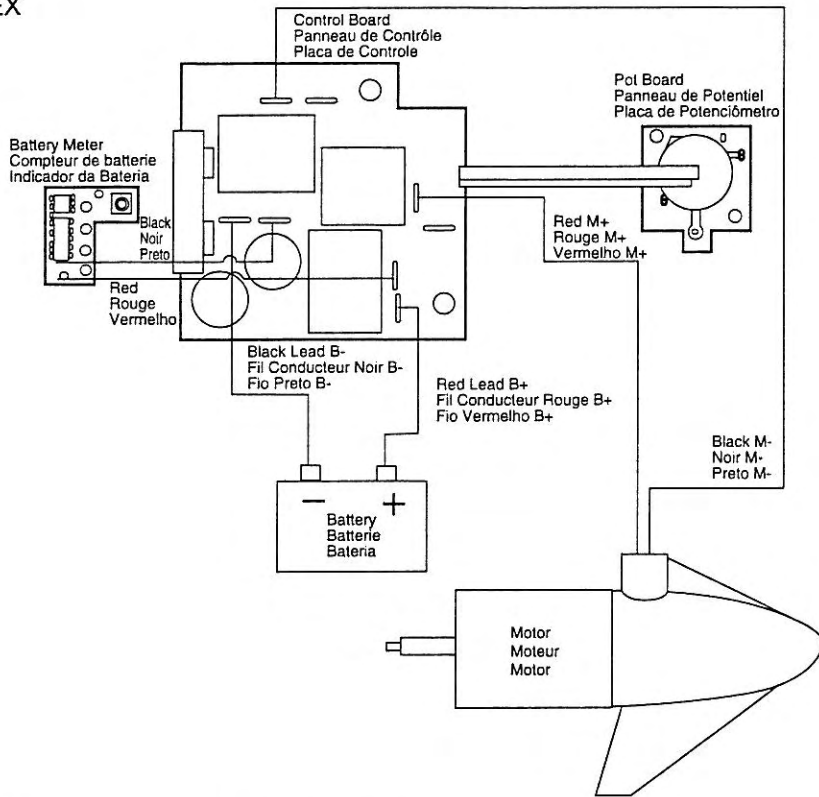 EX
Control Board
Panneau de Contrôle
Placa de Controle
Pot Board
Panneau de Potentiel
Placa de Potenciômetro
Battery Meter
Compteur de batterie
Indicador da Bateria
Black
Noir
Preto
Red M+
Rouge M+
Vermelho M+
Red
Rouge
Vermelho
Black Lead B-
Fil Conducteur Noir B-
Fio Preto B-
Red Lead B+
Fil Conducteur Rouge B+
Fio Vermelho B+
Black M-
Noir M-
Preto M-
Battery
Batterie
Bateria
Motor
Moteur
Motor